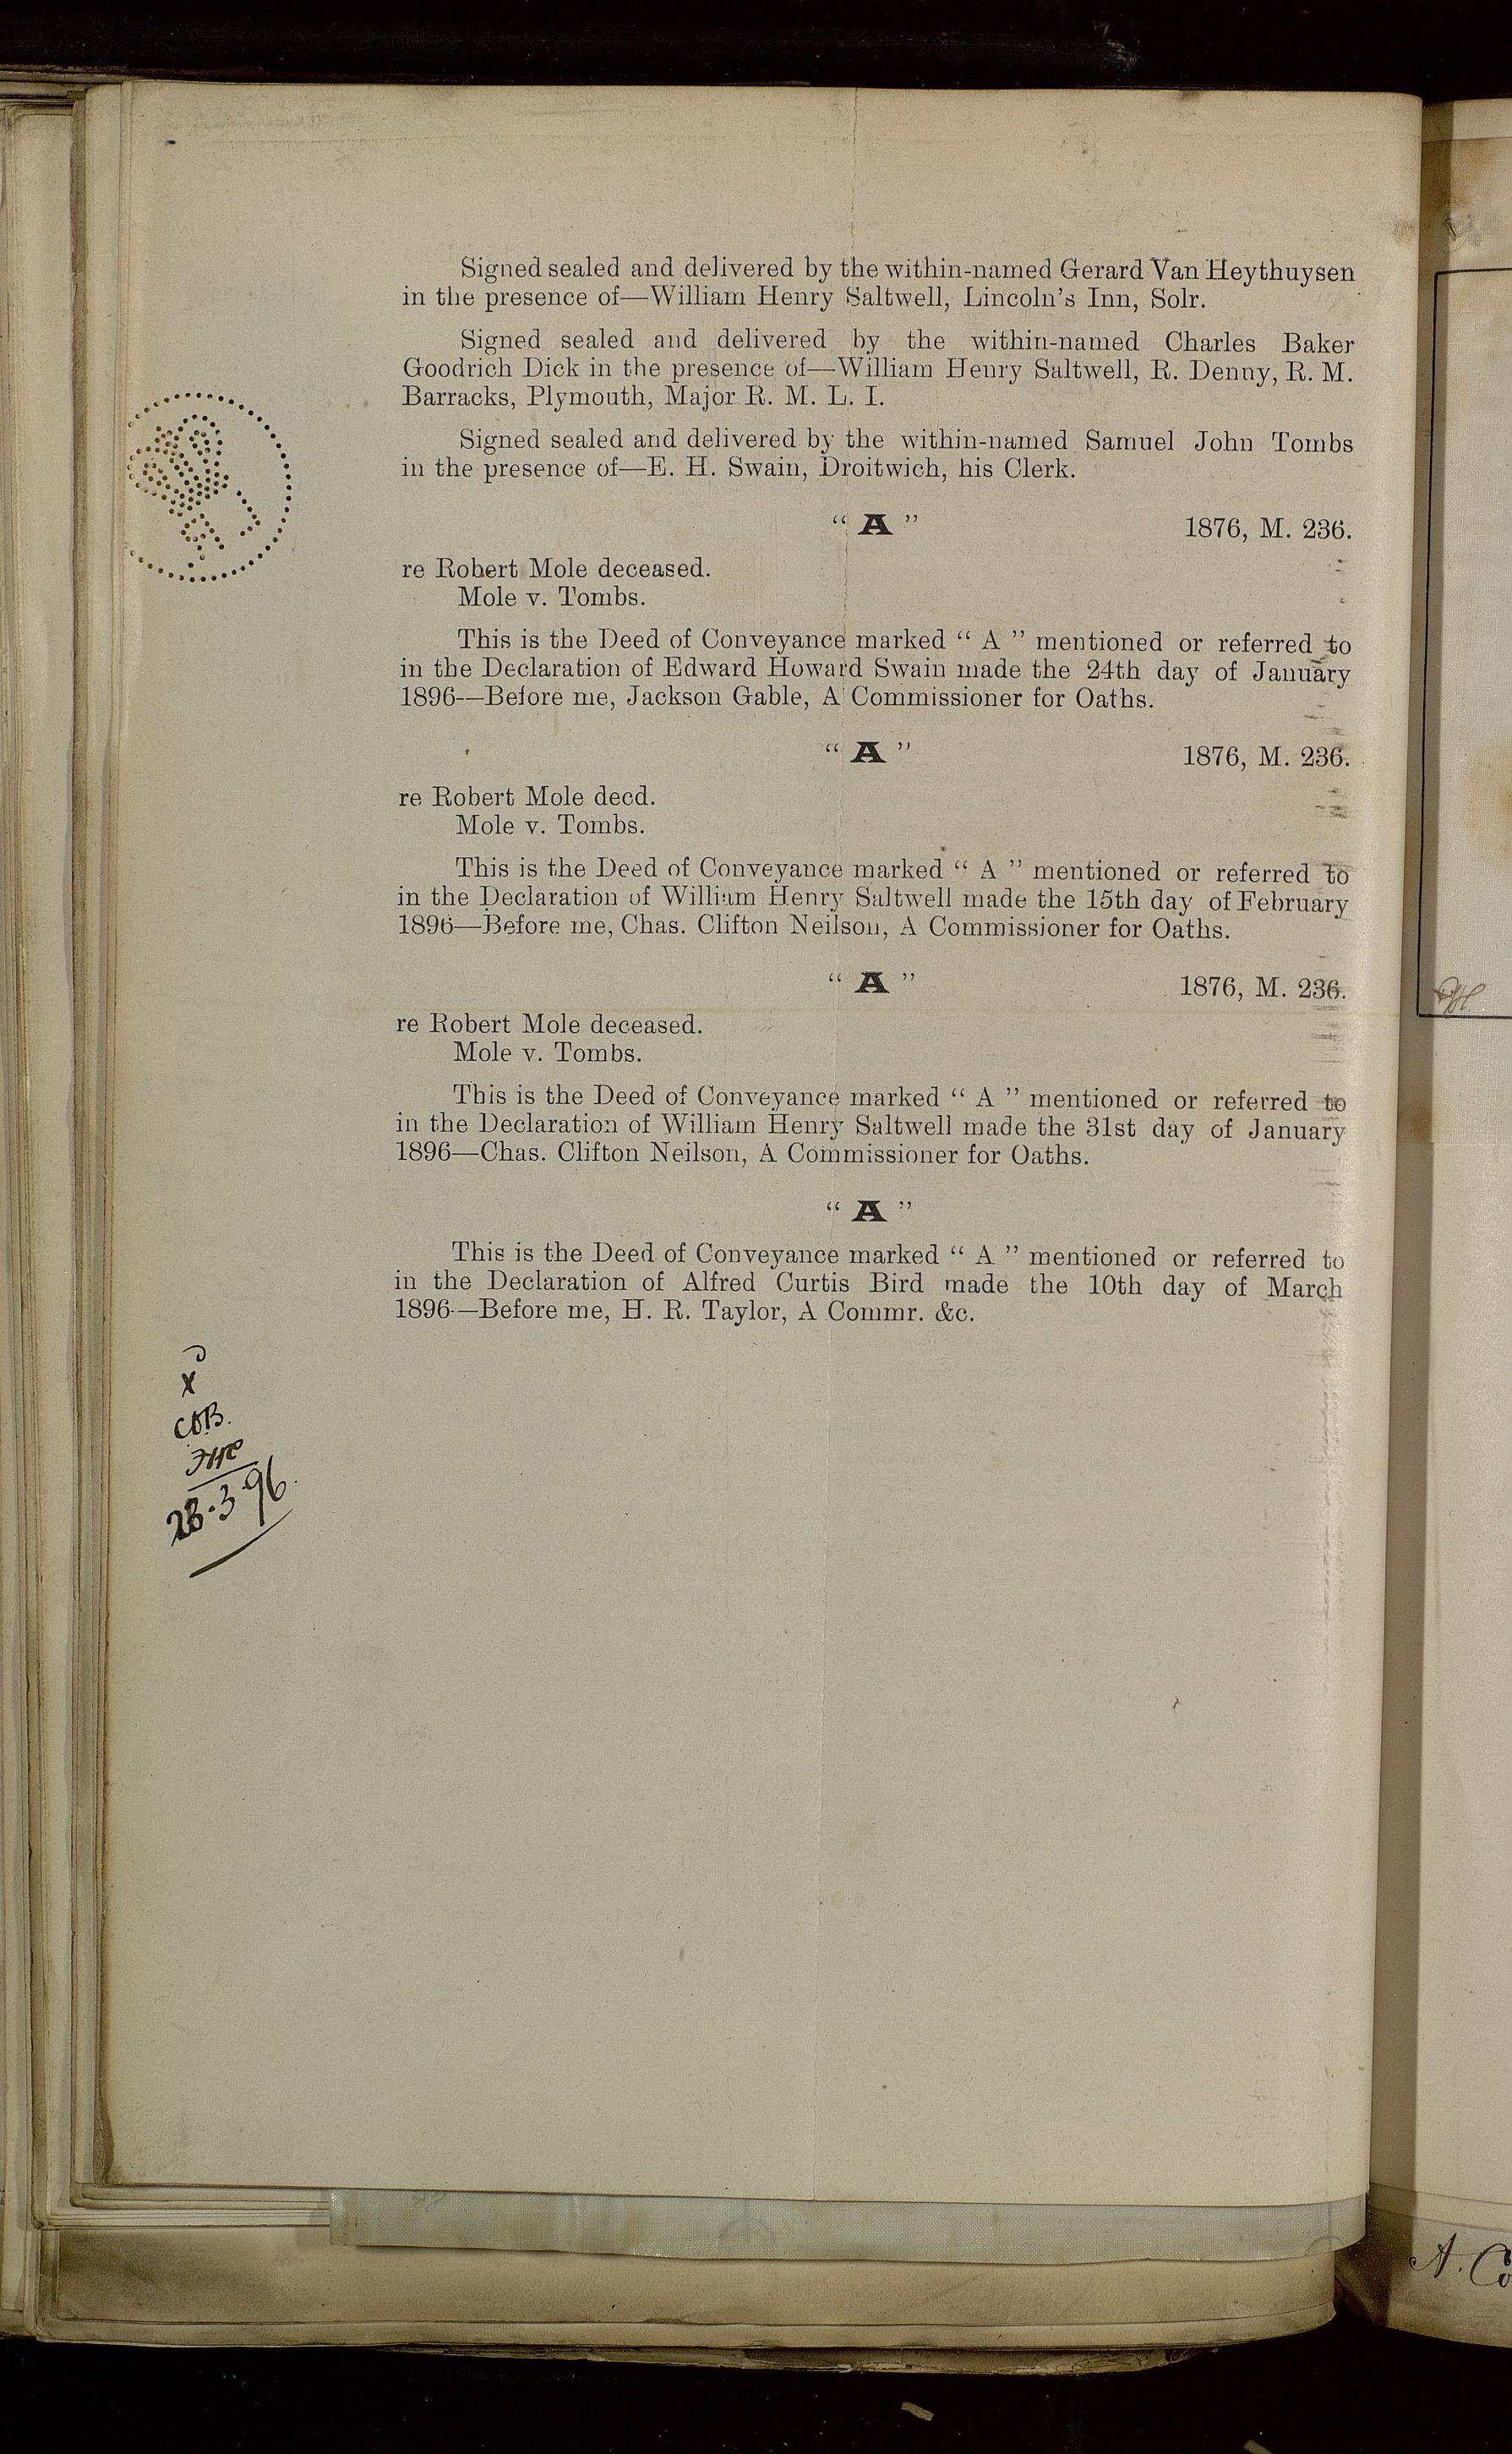 Signed sealed and delivered by the within-named Gerard Van Heythuysen
in the presence of—William Henry Saltwell, Lincoln's Inn, Solr.
Signed sealed and delivered by the within-named Charles Baker
Goodrich Dick in the presence of—William Henry Saltwell, R. Denny, R. M.
Barracks, Plymouth, Major R. M. L. I.
Signed sealed and delivered by the within-named Samuel John Tombs
in the presence of—E. H. Swain, Droitwich, his Clerk.
“ A ” 1876, M. 236.
re Robert Mole deceased.
Mole v. Tombs.
This is the Deed of Conveyance marked “ A ” mentioned or referred to
in the Declaration of Edward Howard Swain made the 24th day of January
1896—Before me, Jackson Gable, A Commissioner for Oaths.
“ A ” 1876, M. 236.
re Robert Mole decd.
Mole v. Tombs.
This is the Deed of Conveyance marked “ A ” mentioned or referred to
in the Declaration of William Henry Saltwell made the 15th day of February
1896—Before me, Chas. Clifton Neilson, A Commissioner for Oaths.
“ A ” 1876, M. 236.
re Robert Mole deceased.
Mole v. Tombs.
This is the Deed of Conveyance marked “ A ” mentioned or referred to
in the Declaration of William Henry Saltwell made the 31st day of January
1896—Chas. Clifton Neilson, A Commissioner for Oaths.
“ A ”
This is the Deed of Conveyance marked “ A ” mentioned or referred to
in the Declaration of Alfred Curtis Bird made the 10th day of March
1896—Before me, H. R. Taylor, A Commr. &c.
x
28.3.96.
A. Co